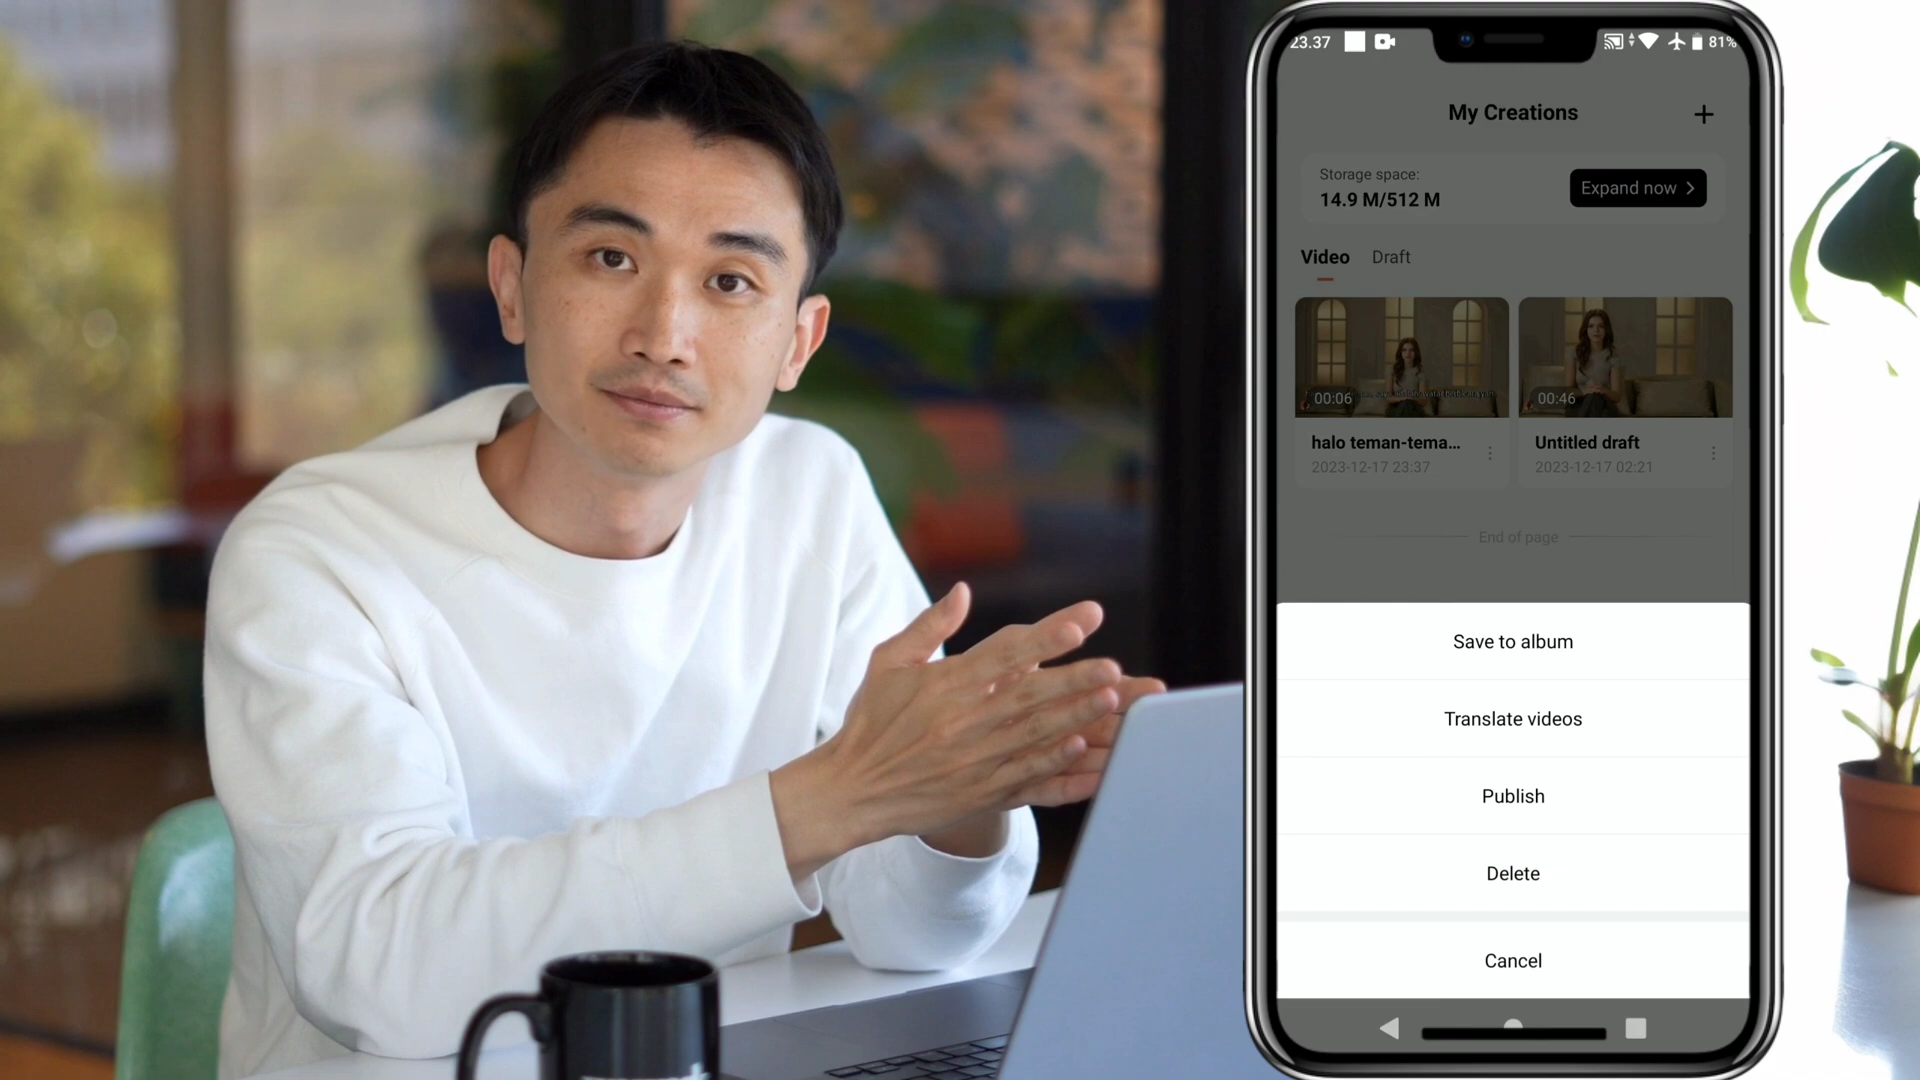 23.37
81%
My Creations
Storage space:
14.9 M/512 M
Expand now
Video Draft
00:06
00:46
halo teman-tema...
Untitled draft
2023-12-17 23:37
2023-12-17 02:21
End of page
Save to album
Translate videos
Publish
Delete
Cancel